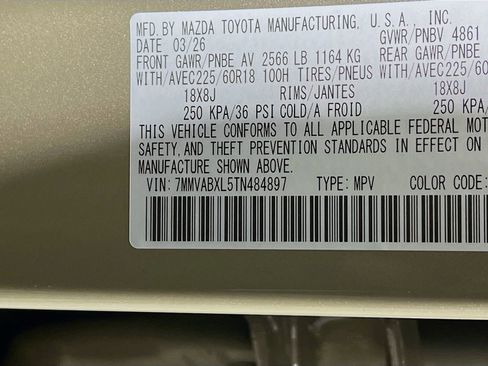 MFD. BY MAZDA TOYOTA MANUFACTURING, U.S.A., INC.
DATE 03/26 GVWR/PNBV 4861
FRONT GAWR/PNBE AV 2566 LB 1164 KG REAR GAWR/PNBE
WITH/AVEC225/60R18 100H TIRES/PNEUS WITH/AVEC225/60
18X8J RIMS/JANTES 18X8J
250 KPA/36 PSI COLD/A FROID 250 KPA
THIS VEHICLE CONFORMS TO ALL APPLICABLE FEDERAL MOT
SAFETY, AND THEFT PREVENTION STANDARDS IN EFFECT ON
MANUFACTURE SHOWN ABOVE.
VIN: 7MMVABXL5TN484897 TYPE: MPV COLOR CODE: